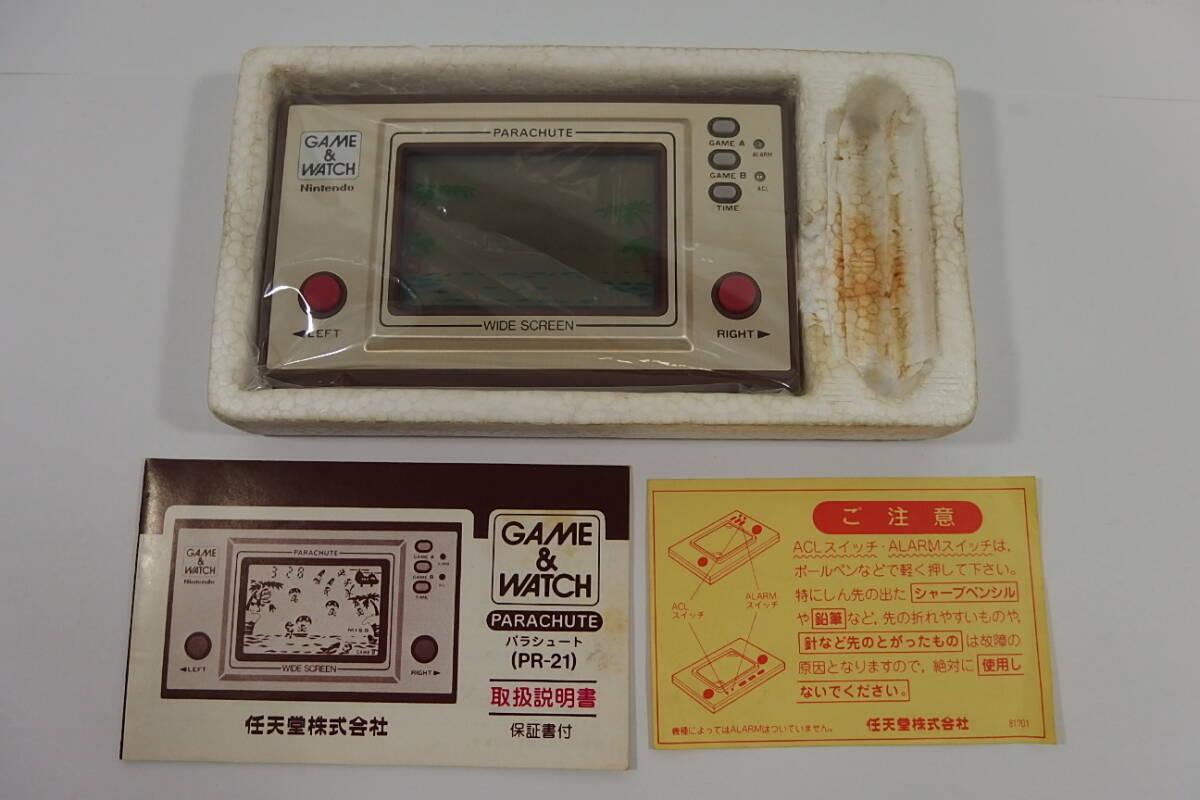 GAME
&
WATCH
Nintendo
PARACHUTE
GAME A
ALARM
GAME B
ACL
TIME
◀LEFT
WIDE SCREEN
RIGHT▶
GAME
&
WATCH
Nintendo
PARACHUTE
GAME A
GAME B
TIME
3 28
MISS
GAME B
◀LEFT
WIDE SCREEN
RIGHT▶
任天堂株式会社
GAME
&
WATCH
PARACHUTE
パラシュート
(PR-21)
取扱説明書
保証書付
ご注意
ACLスイッチ・ALARMスイッチは、
ボールペンなどで軽く押して下さい。
特にしん先の出た シャープペンシル
や 鉛筆 など、先の折れやすいものや、
針など先のとがったもの は故障の
原因となりますので、絶対に 使用し
ないでください。
ACL
スイッチ
ALARM
スイッチ
機種によってはALARMはついていません。
任天堂株式会社
81701